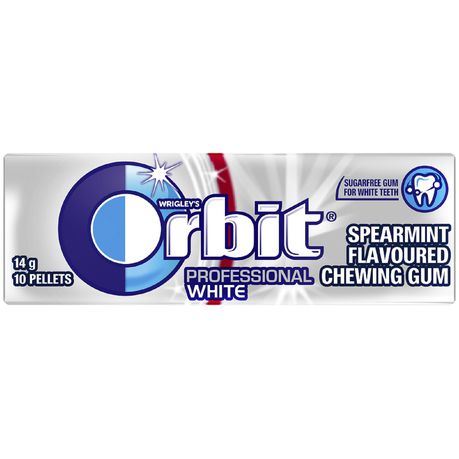 WRIGLEY'S
Orbit®
PROFESSIONAL
WHITE
14 g
10 PELLETS
SUGARFREE GUM
FOR WHITE TEETH
SPEARMINT
FLAVOURED
CHEWING GUM